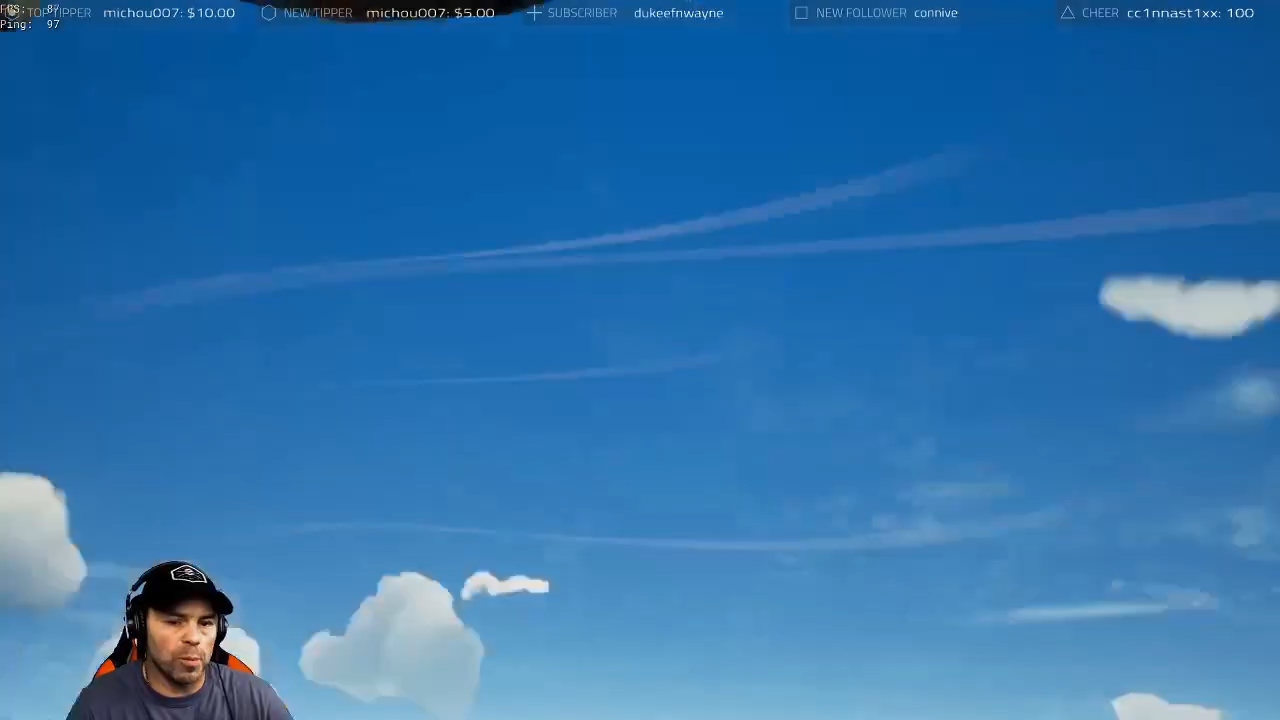 FPS: 87
TOP TIPPER michou007: $10.00 NEW TIPPER michou007: $5.00 SUBSCRIBER dukeefnwayne NEW FOLLOWER connive CHEER cc1nnast1xx: 100
Ping: 97